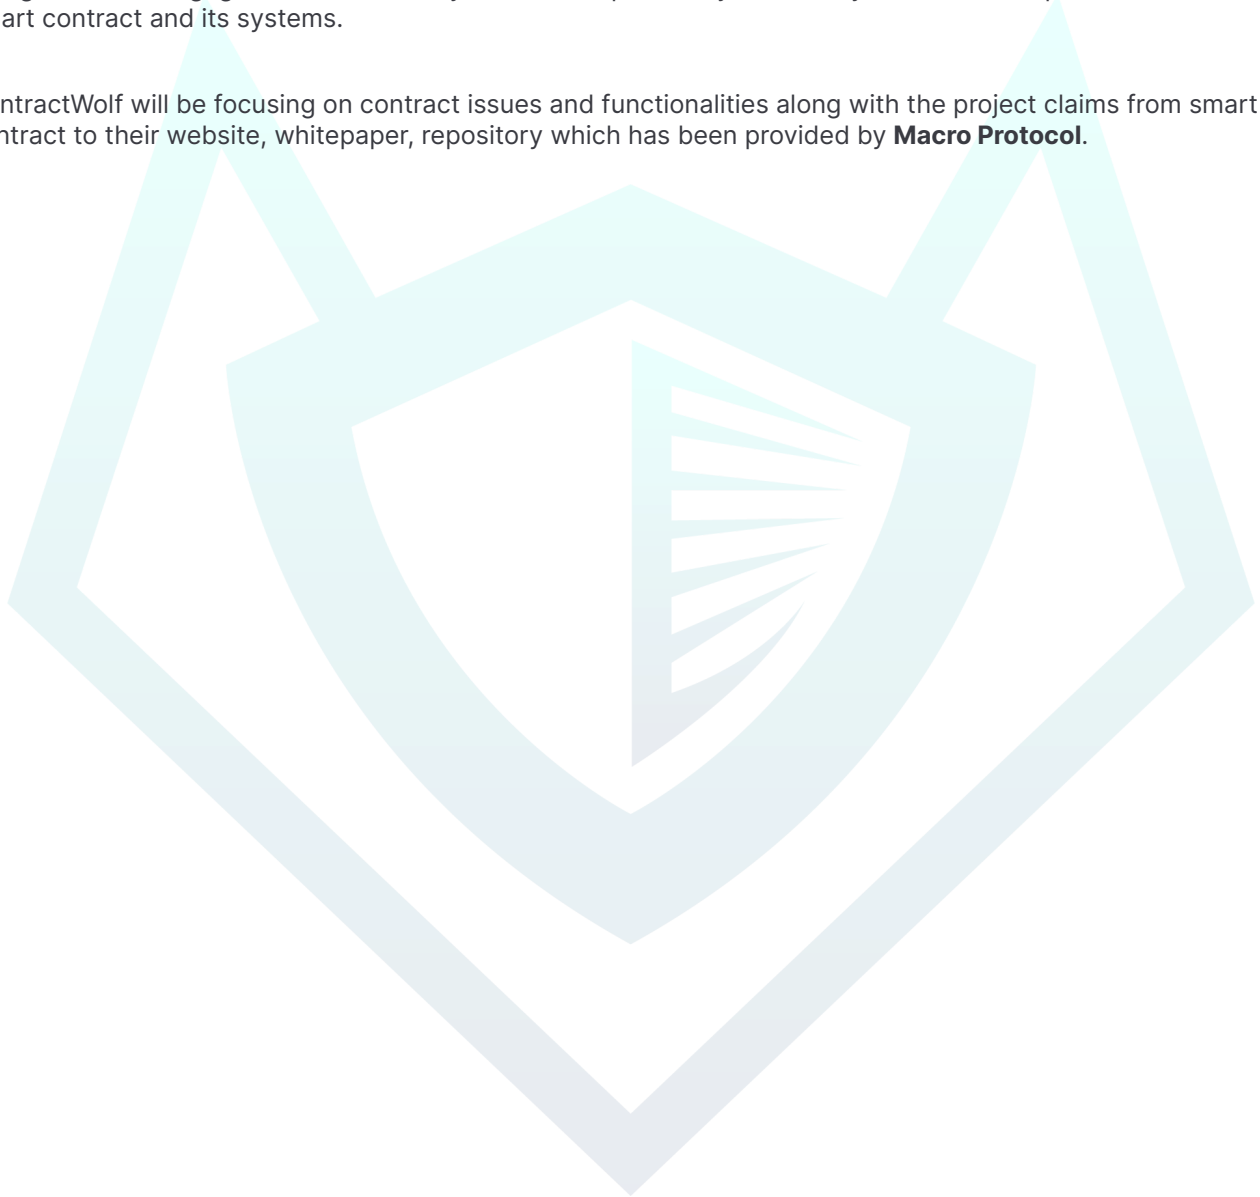 art contract and its systems.
ntractWolf will be focusing on contract issues and functionalities along with the project claims from smart
ntract to their website, whitepaper, repository which has been provided by Macro Protocol.